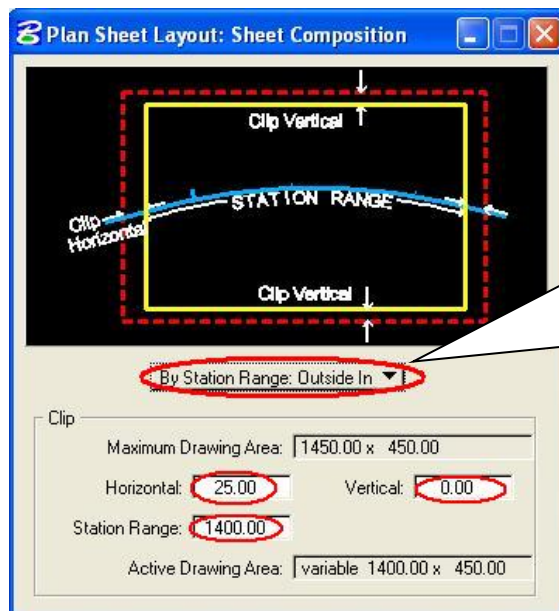 Plan Sheet Layout: Sheet Composition
Clip Vertical
STATION RANGE
Clip
Horizontal
Clip Vertical
By Station Range: Outside In
Clip
Maximum Drawing Area: 1450.00 x 450.00
Horizontal: 25.00 Vertical: 0.00
Station Range: 1400.00
Active Drawing Area: variable 1400.00 x 450.00